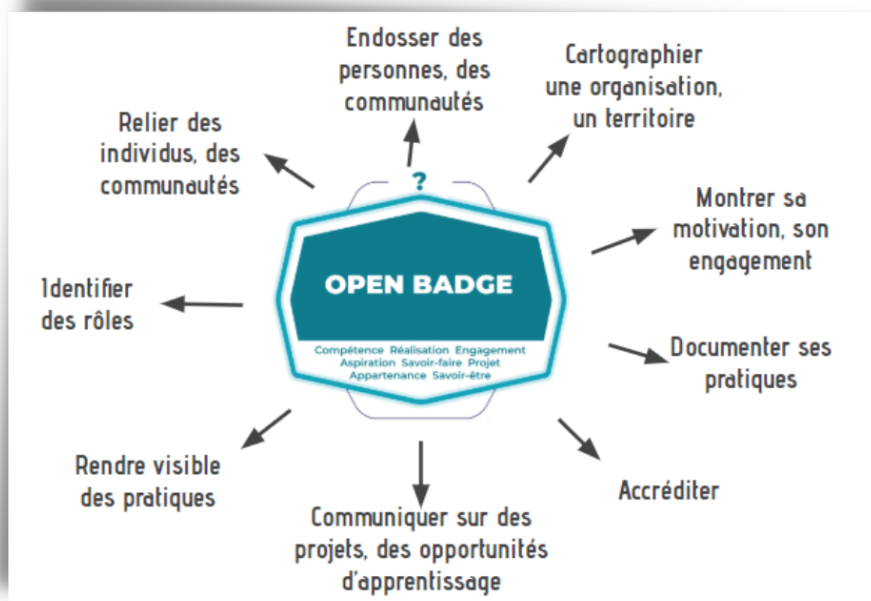 Endosser des
personnes, des
communautés
Cartographier
une organisation,
un territoire
Relier des
individus, des
communautés
Montrer sa
motivation, son
engagement
?
OPEN BADGE
Compétence Réalisation Engagement
Aspiration Savoir-faire Projet
Appartenance Savoir-être
Identifier
des rôles
Documenter ses
pratiques
Rendre visible
des pratiques
Accréditer
Communiquer sur des
projets, des opportunités
d'apprentissage